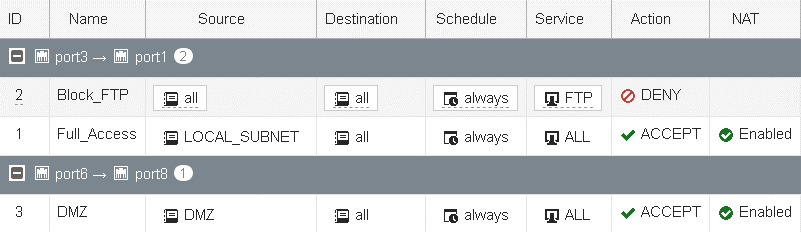 ID Name Source Destination Schedule Service Action NAT
port3 → port1 2
2 Block_FTP all all always FTP DENY
1 Full_Access LOCAL_SUBNET all always ALL ACCEPT Enabled
port6 → port8 1
3 DMZ DMZ all always ALL ACCEPT Enabled